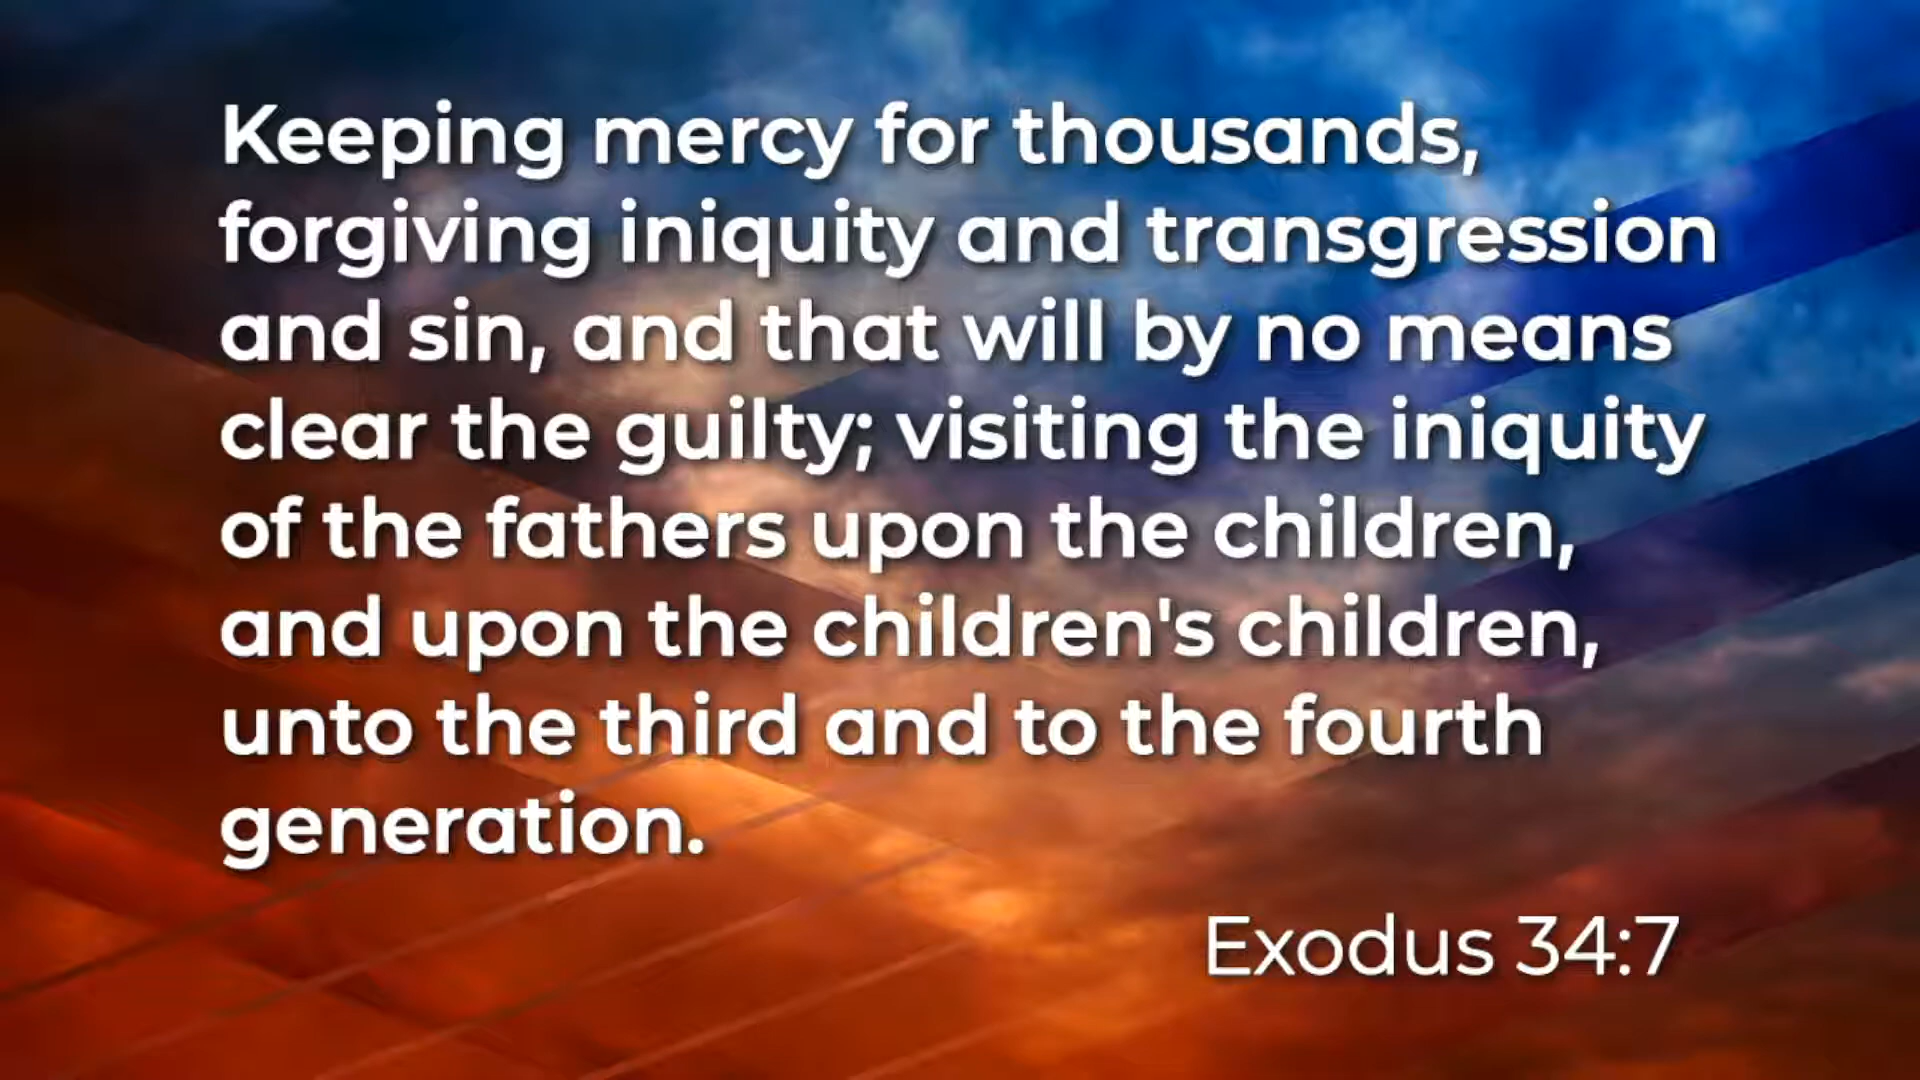 Keeping mercy for thousands,
forgiving iniquity and transgression
and sin, and that will by no means
clear the guilty; visiting the iniquity
of the fathers upon the children,
and upon the children's children,
unto the third and to the fourth
generation.
Exodus 34:7